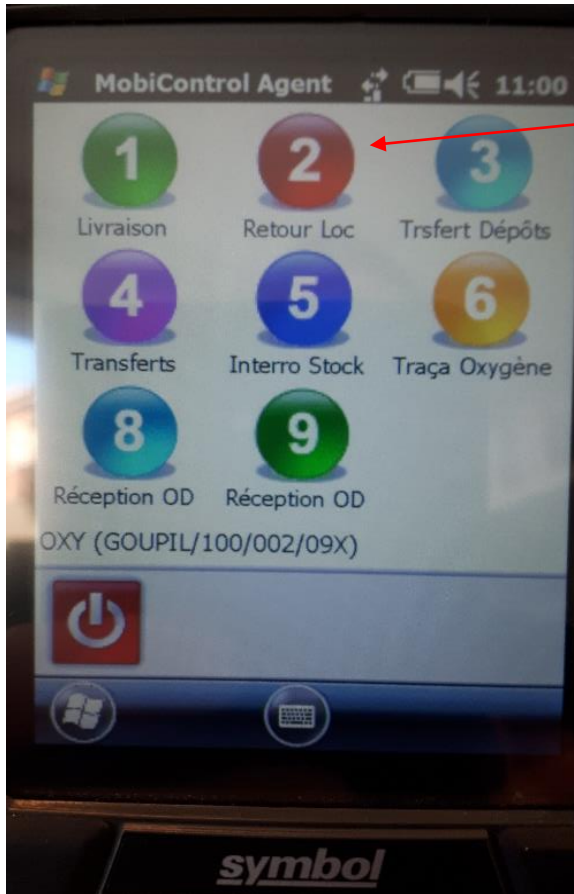 MobiControl Agent 11:00
1 2 3
Livraison Retour Loc Trsfert Dépôts
4 5 6
Transferts Interro Stock Traça Oxygène
8 9
Réception OD Réception OD
OXY (GOUPIL/100/002/09X)
symbol